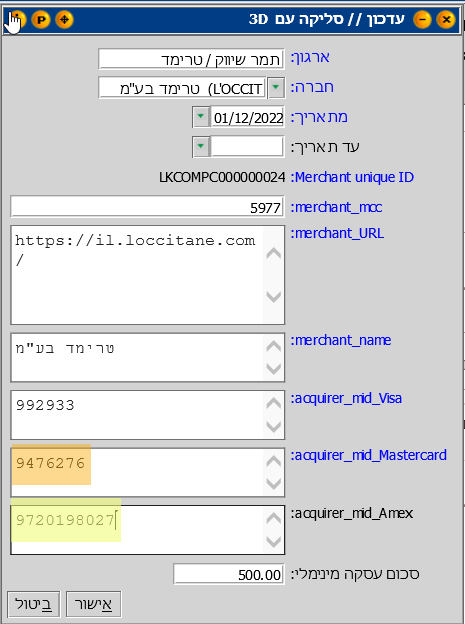 עדכון // סליקה עם 3D
ארגון: תמר שיווק / טרימד
חברה: טרימד בע"מ (L'OCCIT
מתאריך: 01/12/2022
עד תאריך:
Merchant unique ID: LKCOMPC000000024
merchant_mcc: 5977
merchant_URL:
https://il.loccitane.com
/
merchant_name:
טרימד בע"מ
acquirer_mid_Visa:
992933
acquirer_mid_Mastercard:
9476276
acquirer_mid_Amex:
9720198027
סכום עסקה מינימלי: 500.00
אישור ביטול